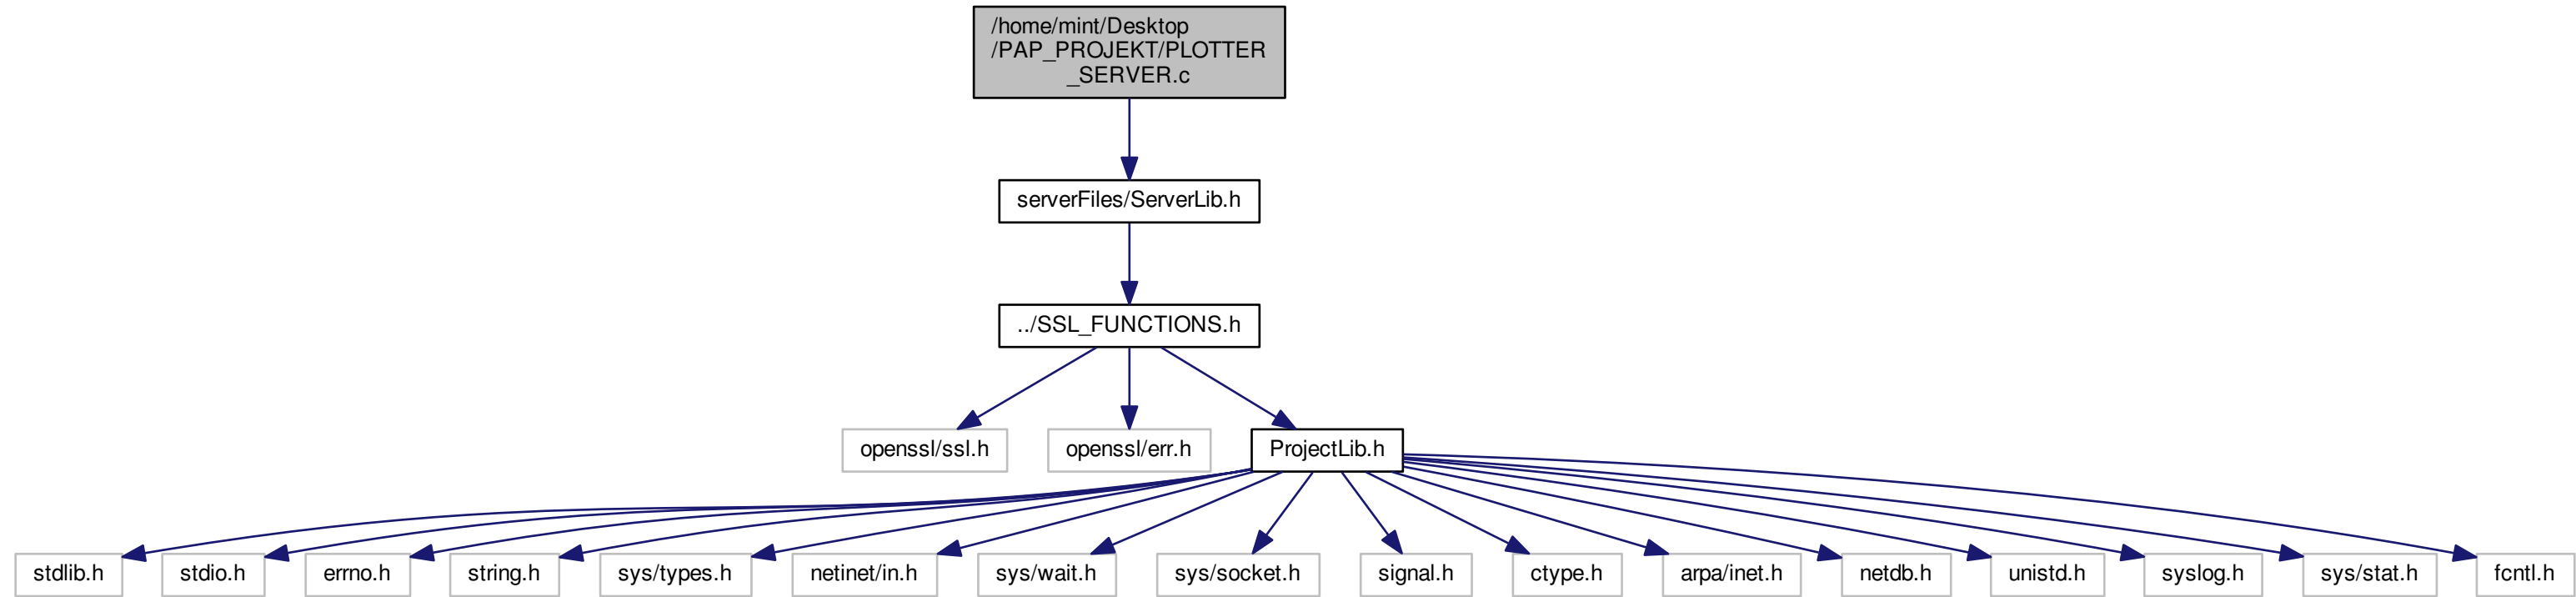 /home/mint/Desktop
/PAP_PROJEKT/PLOTTER
_SERVER.c
serverFiles/ServerLib.h
../SSL_FUNCTIONS.h
openssl/ssl.h
openssl/err.h
ProjectLib.h
stdlib.h
stdio.h
errno.h
string.h
sys/types.h
netinet/in.h
sys/wait.h
sys/socket.h
signal.h
ctype.h
arpa/inet.h
netdb.h
unistd.h
syslog.h
sys/stat.h
fcntl.h